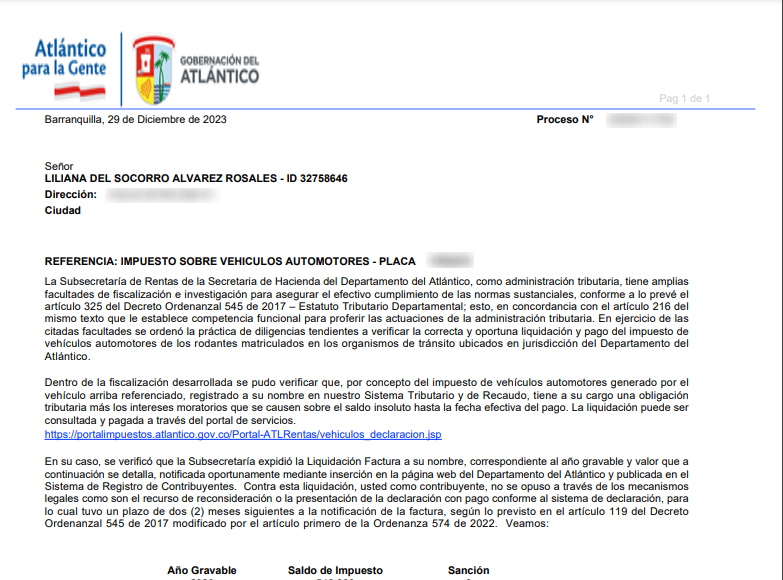 Atlántico
para la Gente
GOBERNACIÓN DEL
ATLÁNTICO
Pag 1 de 1
Barranquilla, 29 de Diciembre de 2023 Proceso N°
Señor
LILIANA DEL SOCORRO ALVAREZ ROSALES - ID 32758646
Dirección:
Ciudad
REFERENCIA: IMPUESTO SOBRE VEHICULOS AUTOMOTORES - PLACA
La Subsecretaría de Rentas de la Secretaria de Hacienda del Departamento del Atlántico, como administración tributaria, tiene amplias
facultades de fiscalización e investigación para asegurar el efectivo cumplimiento de las normas sustanciales, conforme a lo prevé el
artículo 325 del Decreto Ordenanzal 545 de 2017 – Estatuto Tributario Departamental; esto, en concordancia con el artículo 216 del
mismo texto que le establece competencia funcional para proferir las actuaciones de la administración tributaria. En ejercicio de las
citadas facultades se ordenó la práctica de diligencias tendientes a verificar la correcta y oportuna liquidación y pago del impuesto de
vehículos automotores de los rodantes matriculados en los organismos de tránsito ubicados en jurisdicción del Departamento del
Atlántico.
Dentro de la fiscalización desarrollada se pudo verificar que, por concepto del impuesto de vehículos automotores generado por el
vehículo arriba referenciado, registrado a su nombre en nuestro Sistema Tributario y de Recaudo, tiene a su cargo una obligación
tributaria más los intereses moratorios que se causen sobre el saldo insoluto hasta la fecha efectiva del pago. La liquidación puede ser
consultada y pagada a través del portal de servicios.
https://portalimpuestos.atlantico.gov.co/Portal-ATLRentas/vehiculos_declaracion.jsp
En su caso, se verificó que la Subsecretaría expidió la Liquidación Factura a su nombre, correspondiente al año gravable y valor que a
continuación se detalla, notificada oportunamente mediante inserción en la página web del Departamento del Atlántico y publicada en el
Sistema de Registro de Contribuyentes. Contra esta liquidación, usted como contribuyente, no se opuso a través de los mecanismos
legales como son el recurso de reconsideración o la presentación de la declaración con pago conforme al sistema de declaración, para
lo cual tuvo un plazo de dos (2) meses siguientes a la notificación de la factura, según lo previsto en el artículo 119 del Decreto
Ordenanzal 545 de 2017 modificado por el artículo primero de la Ordenanza 574 de 2022. Veamos:
Año Gravable Saldo de Impuesto Sanción